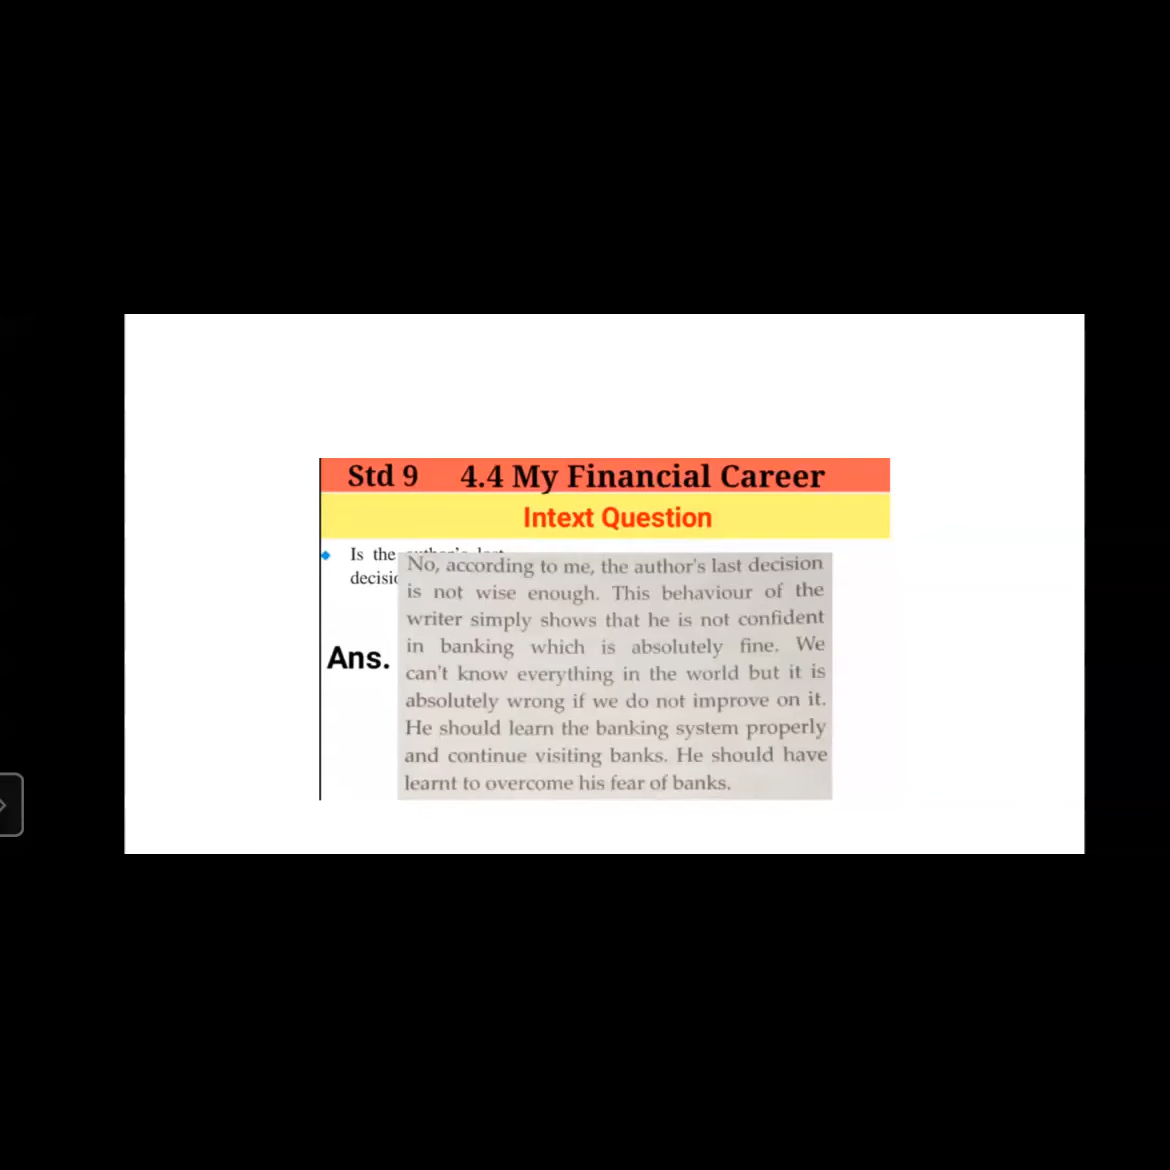 Std 9 4.4 My Financial Career
Intext Question
Is the author's last
No, according to me, the author's last decision
is not wise enough. This behaviour of the
writer simply shows that he is not confident
Ans.
in banking which is absolutely fine. We
can't know everything in the world but it is
absolutely wrong if we do not improve on it.
He should learn the banking system properly
and continue visiting banks. He should have
learnt to overcome his fear of banks.